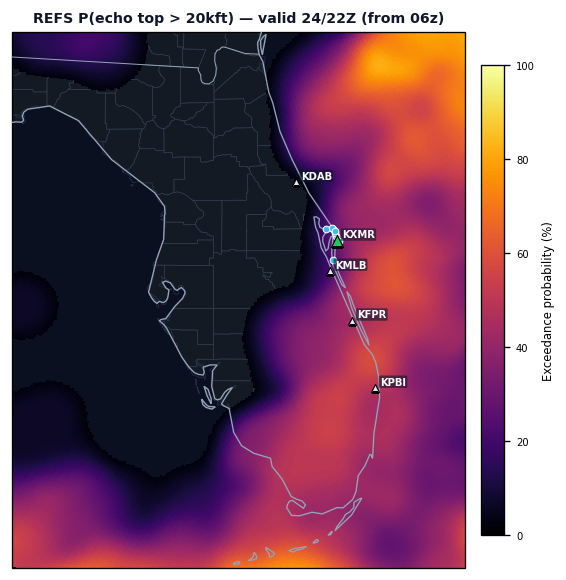 REFS P(echo top > 20kft) — valid 24/22Z (from 06z)
KDAB
KXMR
KMLB
KFPR
KPBI
100
80
60
40
20
0
Exceedance probability (%)